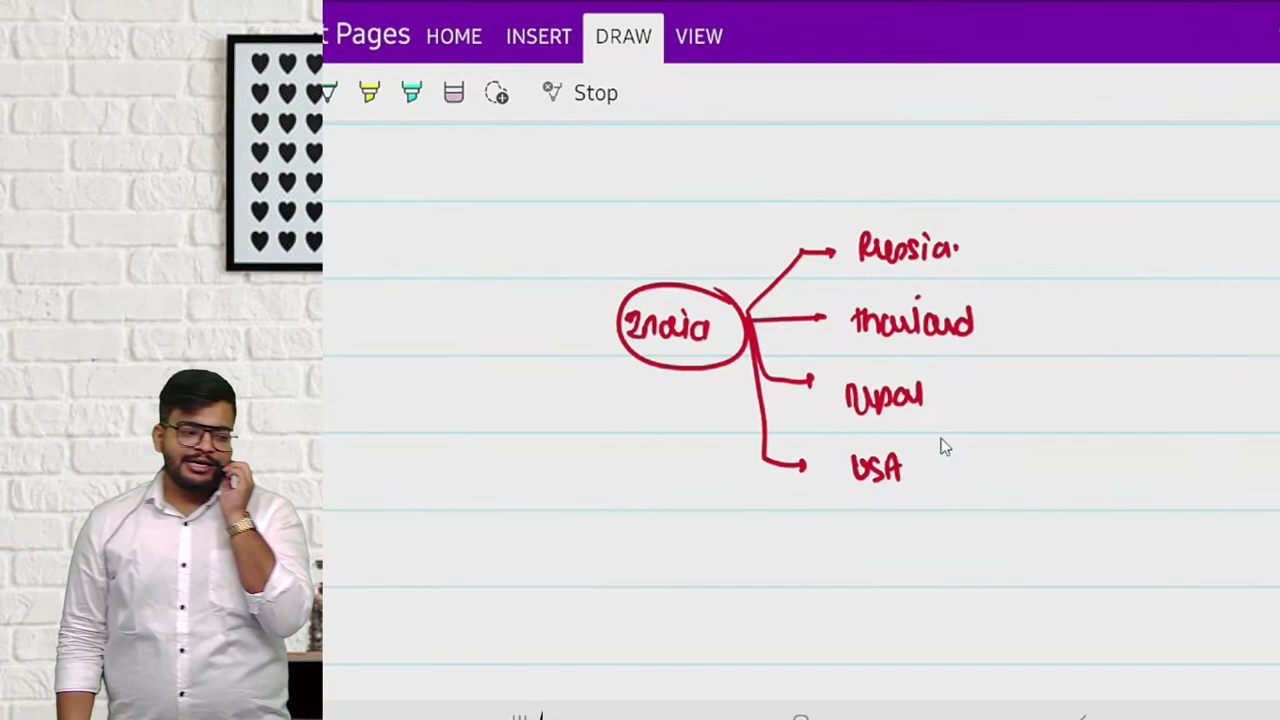 t Pages HOME INSERT DRAW VIEW
Stop
Russia.
India
Thailand
Nepal
USA